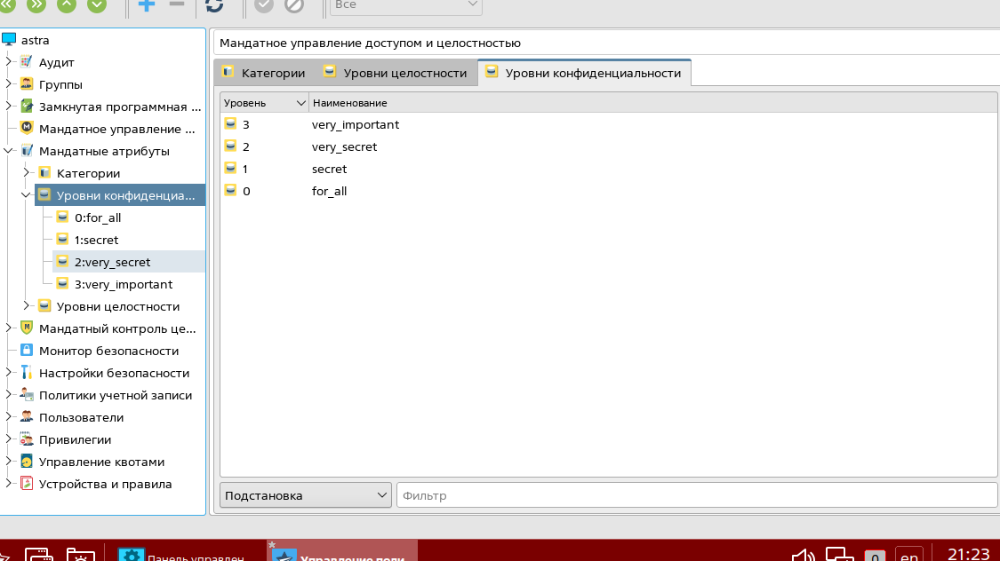 Все
astra
Аудит
Группы
Замкнутая программная ...
Мандатное управление ...
Мандатные атрибуты
Категории
Уровни конфиденциа...
0:for_all
1:secret
2:very_secret
3:very_important
Уровни целостности
Мандатный контроль це...
Монитор безопасности
Настройки безопасности
Политики учетной записи
Пользователи
Привилегии
Управление квотами
Устройства и правила
Мандатное управление доступом и целостностью
Категории Уровни целостности Уровни конфиденциальности
Уровень Наименование
3 very_important
2 very_secret
1 secret
0 for_all
Подстановка Фильтр
Панель управлен Управление поли 0 en 21:23